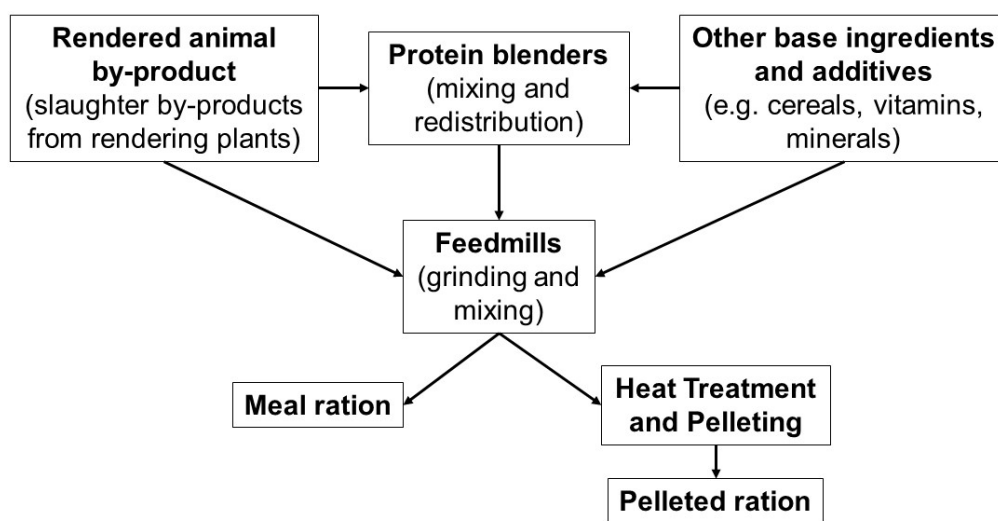 Rendered animal
by-product
(slaughter by-products
from rendering plants)
Protein blenders
(mixing and
redistribution)
Other base ingredients
and additives
(e.g. cereals, vitamins,
minerals)
Feedmills
(grinding and
mixing)
Meal ration
Heat Treatment
and Pelleting
Pelleted ration